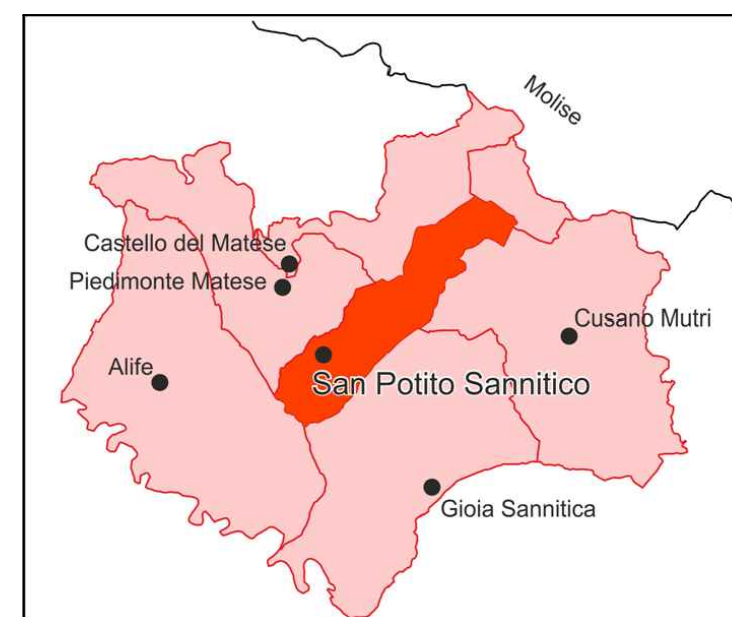 Molise
Castello del Matese
Piedimonte Matese
Cusano Mutri
Alife
San Potito Sannitico
Gioia Sannitica